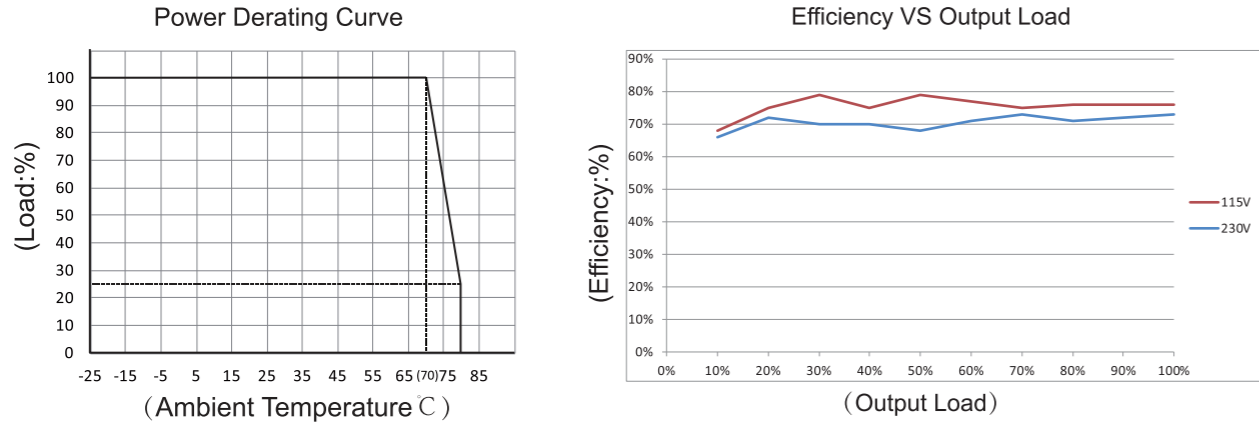 Power Derating Curve
(Load:%)
100
90
80
70
60
50
40
30
20
10
0
-25 -15 -5 5 15 25 35 45 55 65 (70) 75 85
(Ambient Temperature℃)
Efficiency VS Output Load
(Efficiency:%)
90%
80%
70%
60%
50%
40%
30%
20%
10%
0%
0% 10% 20% 30% 40% 50% 60% 70% 80% 90% 100%
115V
230V
(Output Load)